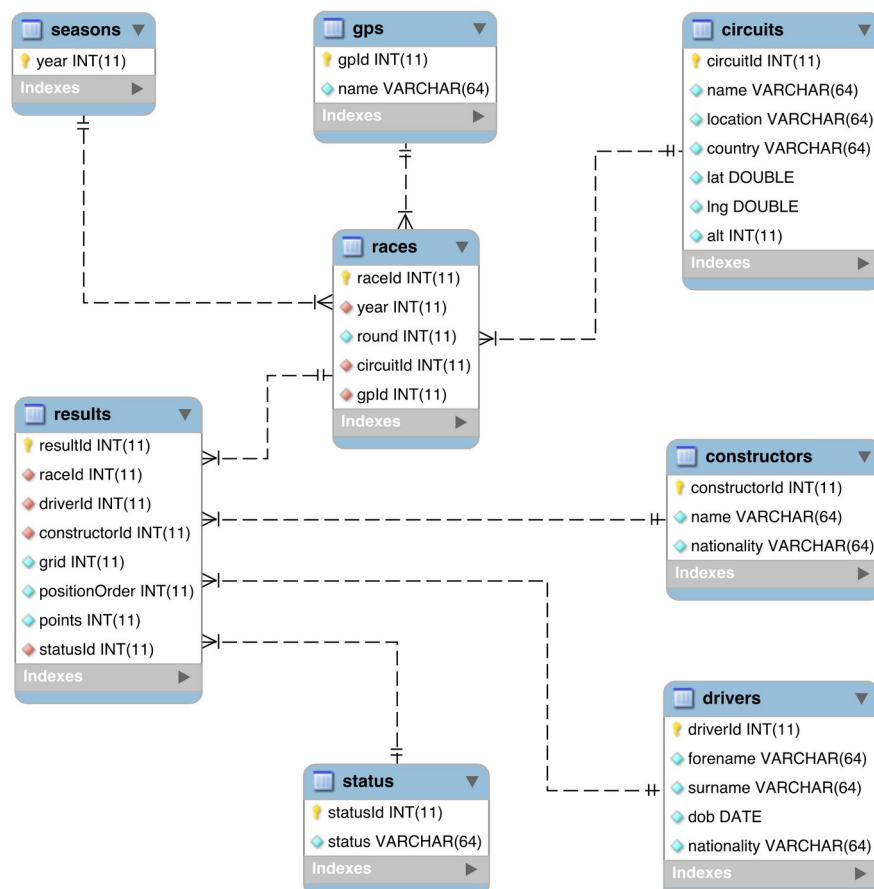 seasons
year INT(11)
Indexes
gps
gpId INT(11)
name VARCHAR(64)
Indexes
circuits
circuitId INT(11)
name VARCHAR(64)
location VARCHAR(64)
country VARCHAR(64)
lat DOUBLE
lng DOUBLE
alt INT(11)
Indexes
races
raceId INT(11)
year INT(11)
round INT(11)
circuitId INT(11)
gpId INT(11)
Indexes
results
resultId INT(11)
raceId INT(11)
driverId INT(11)
constructorId INT(11)
grid INT(11)
positionOrder INT(11)
points INT(11)
statusId INT(11)
Indexes
constructors
constructorId INT(11)
name VARCHAR(64)
nationality VARCHAR(64)
Indexes
status
statusId INT(11)
status VARCHAR(64)
Indexes
drivers
driverId INT(11)
forename VARCHAR(64)
surname VARCHAR(64)
dob DATE
nationality VARCHAR(64)
Indexes